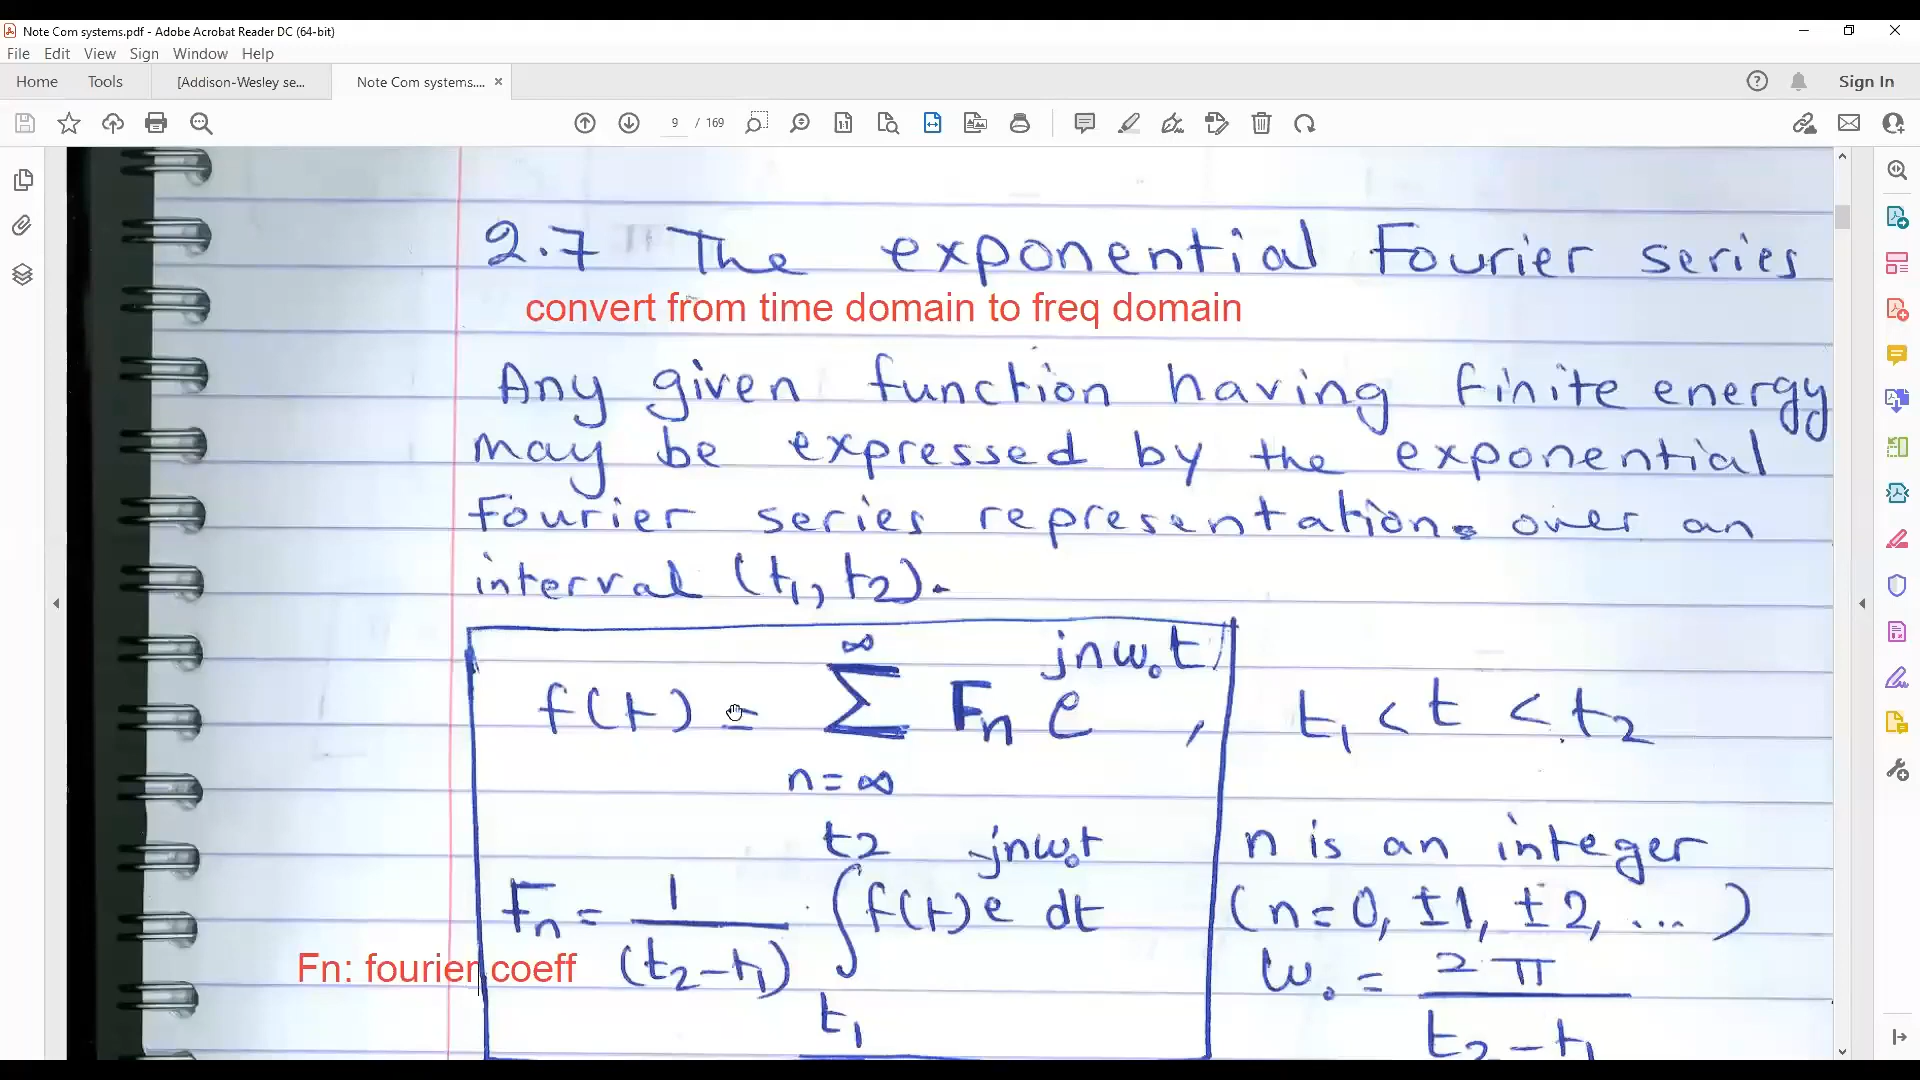 Note Com systems.pdf - Adobe Acrobat Reader DC (64-bit)
File Edit View Sign Window Help
Home Tools [Addison-Wesley se... Note Com systems.... × Sign In
9 / 169
2.7 The exponential Fourier series
convert from time domain to freq domain
Any given function having finite energy
may be expressed by the exponential
Fourier series representation. over an
interval (t1, t2).
f(t) = ∞ Σ n=∞ Fn e^jnω₀t, t1 < t < t2
Fn = 1/(t2-t1) ∫ t1 t2 f(t) e^-jnω₀t dt n is an integer
(n=0, ±1, ±2, ...)
Fn: fourier coeff
ω₀ = 2π/t2-t1